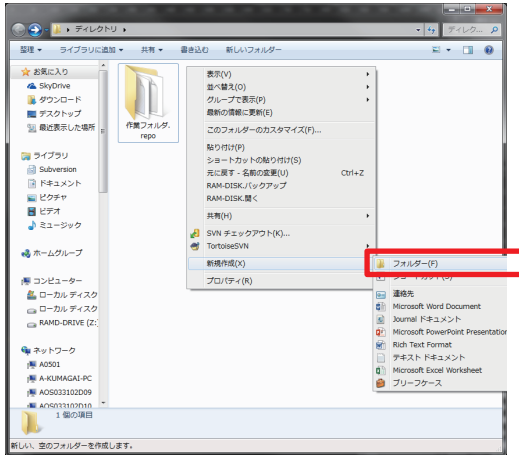 ディレクトリ
ディレク...
整理
ライブラリに追加
共有
書き込む
新しいフォルダー
お気に入り
SkyDrive
ダウンロード
デスクトップ
最近表示した場所
ライブラリ
Subversion
ドキュメント
ピクチャ
ビデオ
ミュージック
ホームグループ
コンピューター
ローカル ディスク
ローカル ディスク
RAMD-DRIVE (Z:)
ネットワーク
A0501
A-KUMAGAI-PC
AOS033102D09
AOS033102D10
作業フォルダ.
repo
表示(V)
並べ替え(O)
グループで表示(P)
最新の情報に更新(E)
このフォルダーのカスタマイズ(F)...
貼り付け(P)
ショートカットの貼り付け(S)
元に戻す - 名前の変更(U) Ctrl+Z
RAM-DISK.バックアップ
RAM-DISK.開く
共有(H)
SVN チェックアウト(K)...
TortoiseSVN
新規作成(X)
プロパティ(R)
フォルダー(F)
ショートカット(S)
連絡先
Microsoft Word Document
Journal ドキュメント
Microsoft PowerPoint Presentation
Rich Text Format
テキスト ドキュメント
Microsoft Excel Worksheet
ブリーフケース
1 個の項目
新しい、空のフォルダーを作成します。